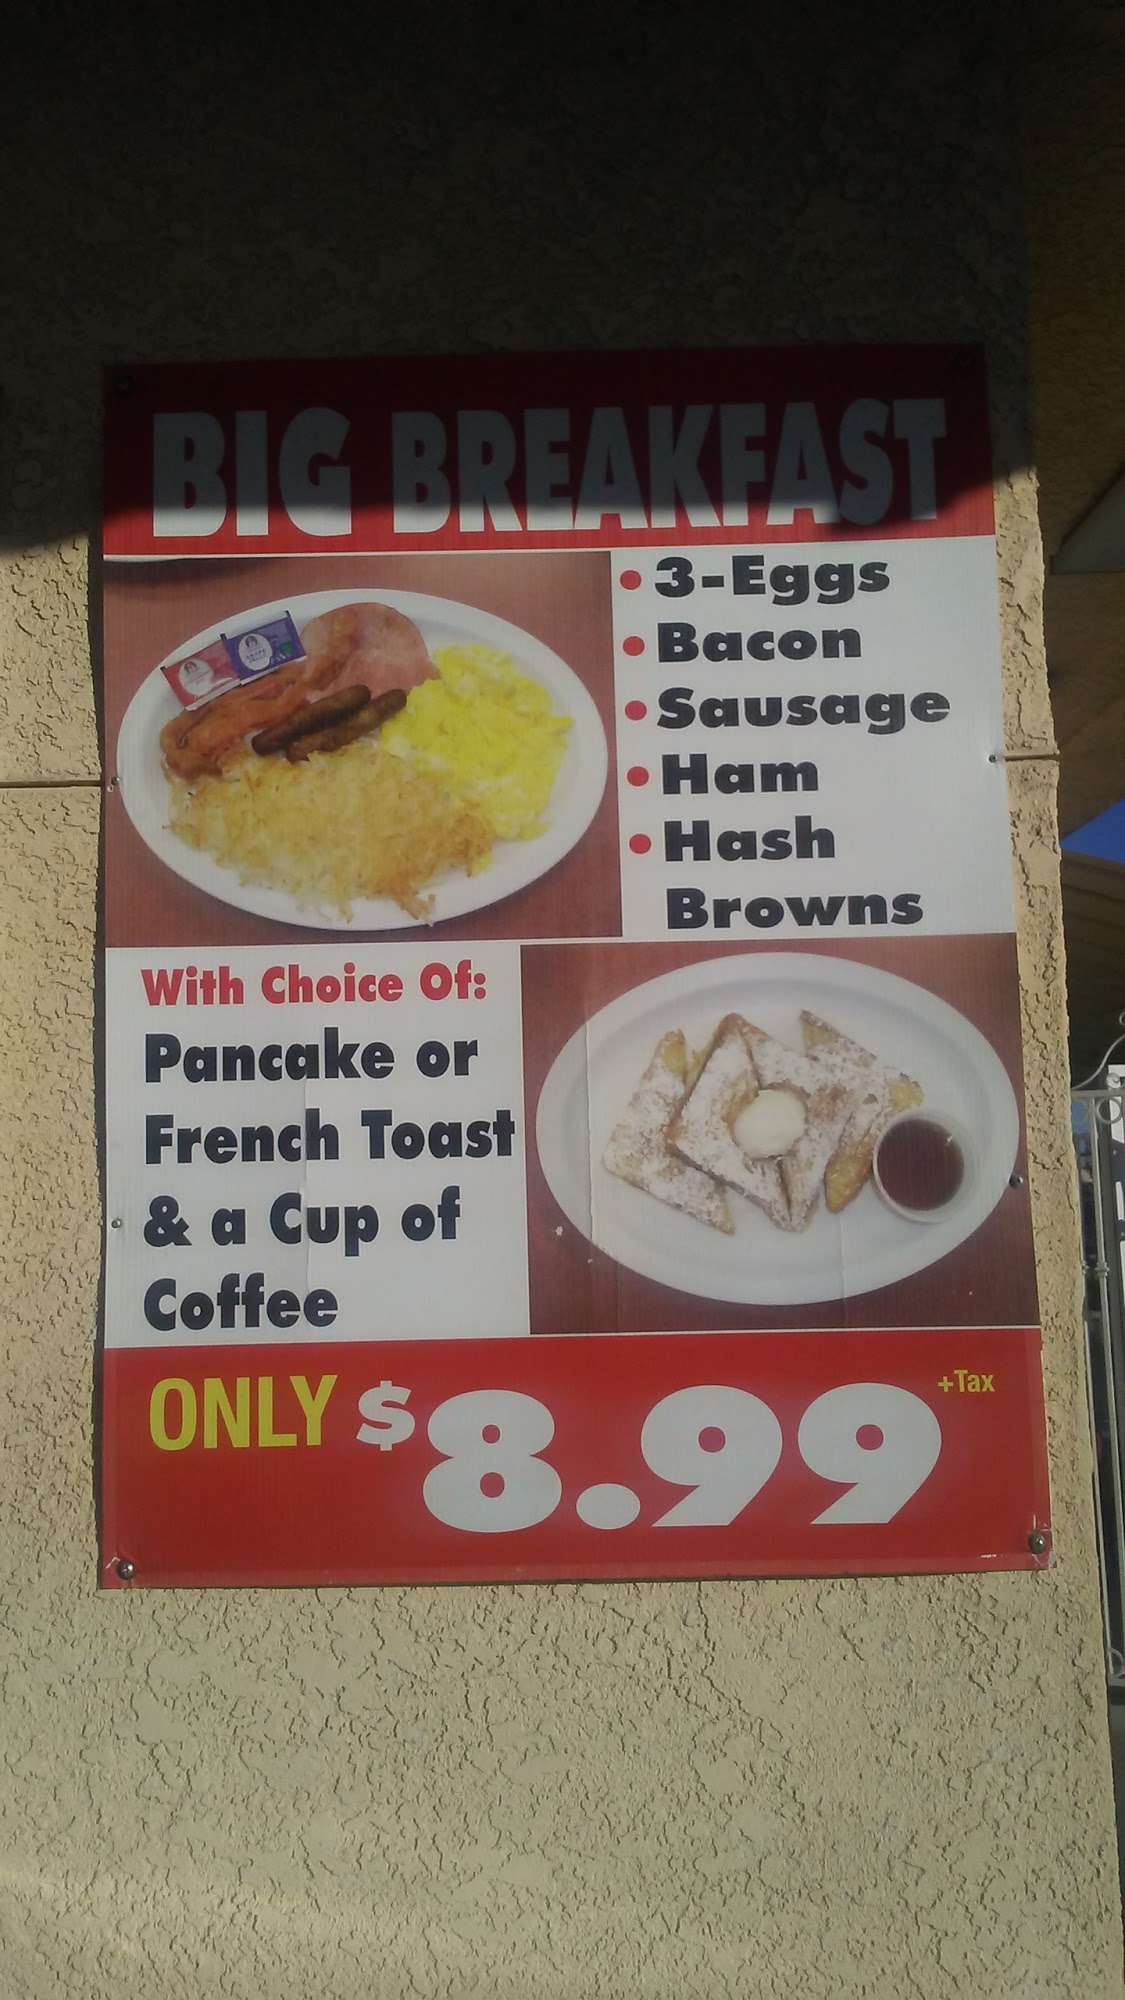 BIG BREAKFAST
• 3-Eggs
• Bacon
• Sausage
• Ham
• Hash
Browns
With Choice Of:
Pancake or
French Toast
& a Cup of
Coffee
ONLY $8.99 +Tax